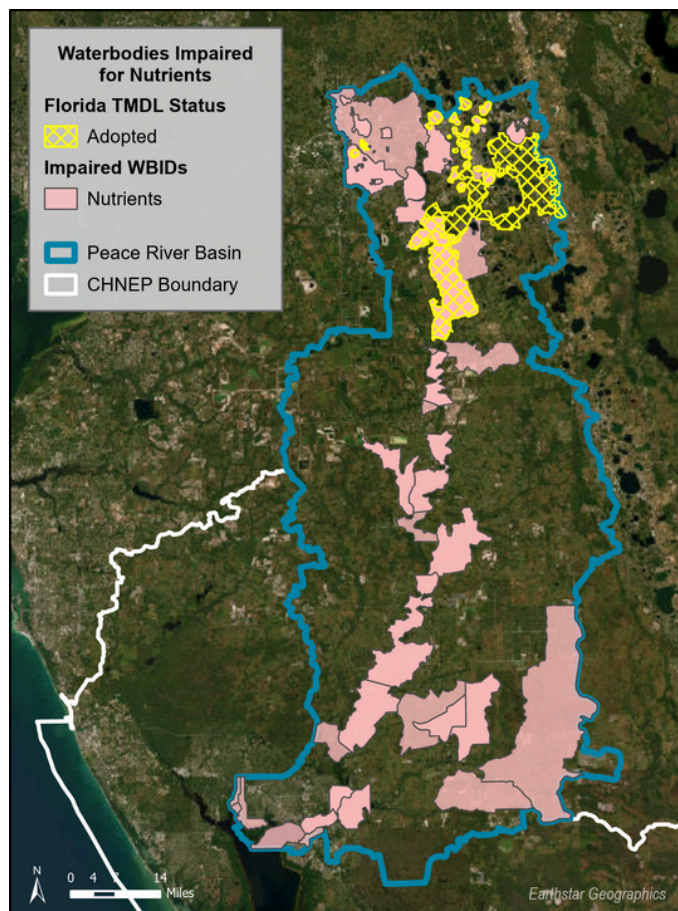 Waterbodies Impaired
for Nutrients
Florida TMDL Status
Adopted
Impaired WBIDs
Nutrients
Peace River Basin
CHNEP Boundary
N
0 4 7 14
Miles
Earthstar Geographics